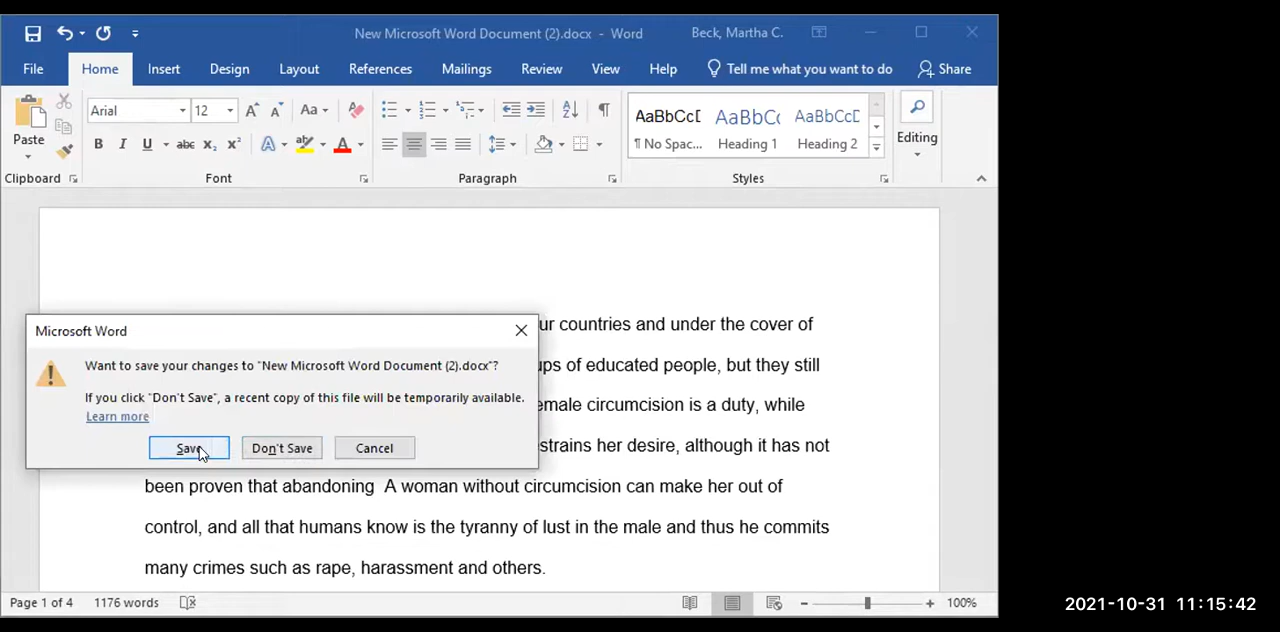 New Microsoft Word Document (2).docx - Word
Beck, Martha C.
File Home Insert Design Layout References Mailings Review View Help Tell me what you want to do Share
Arial 12 Aa
AaBbCcD AaBbCc AaBbCcD
Paste
B I U abc x₂ x² A A
¶ No Spac... Heading 1 Heading 2
Editing
Clipboard Font Paragraph Styles
ur countries and under the cover of
ups of educated people, but they still
emale circumcision is a duty, while
strains her desire, although it has not
been proven that abandoning A woman without circumcision can make her out of
control, and all that humans know is the tyranny of lust in the male and thus he commits
many crimes such as rape, harassment and others.
Microsoft Word
Want to save your changes to "New Microsoft Word Document (2).docx"?
If you click "Don't Save", a recent copy of this file will be temporarily available.
Learn more
Save Don't Save Cancel
Page 1 of 4 1176 words 100%
2021-10-31 11:15:42